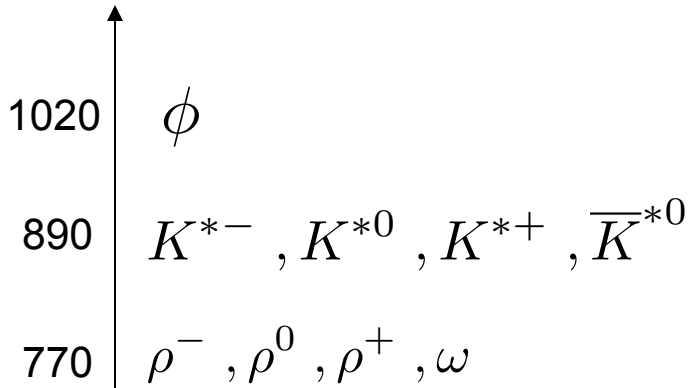 1020 ϕ
890 K*⁻ , K*⁰ , K*⁺ , K̅*⁰
770 ρ⁻ , ρ⁰ , ρ⁺ , ω